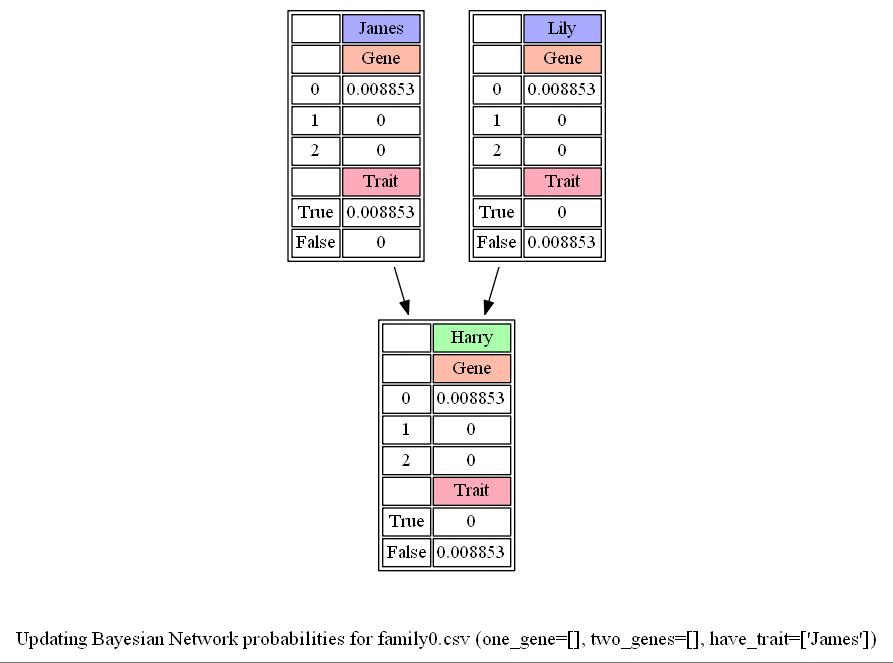 James
Gene
0 0.008853
1 0
2 0
Trait
True 0.008853
False 0
Lily
Gene
0 0.008853
1 0
2 0
Trait
True 0
False 0.008853
Harry
Gene
0 0.008853
1 0
2 0
Trait
True 0
False 0.008853
Updating Bayesian Network probabilities for family0.csv (one_gene=[], two_genes=[], have_trait=['James'])